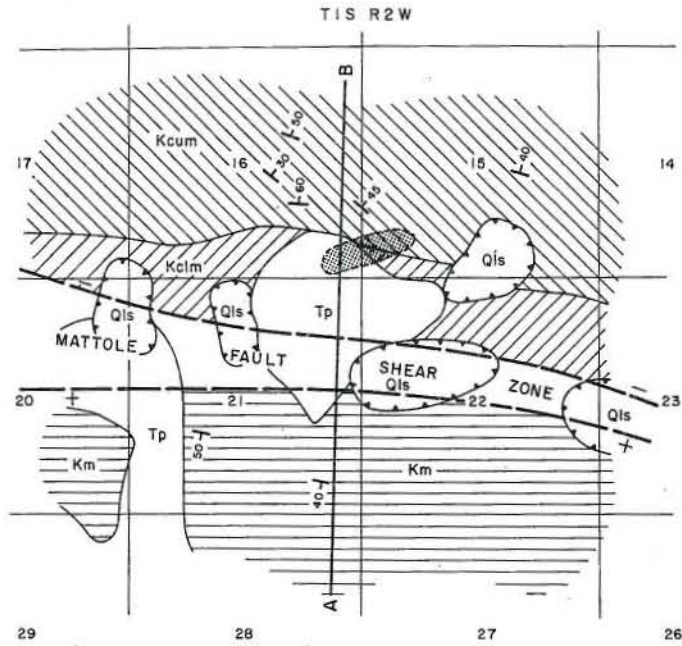 T1S R2W
B
50
Kcum
17
16
30
15
40
14
60
45
Kclm
Qls
Qls
Qls
Tp
MATTOLE
FAULT
SHEAR
Qls
ZONE
20
+
21
22
Qls
23
Tp
50
Km
Km
+
40
A
29
28
27
26